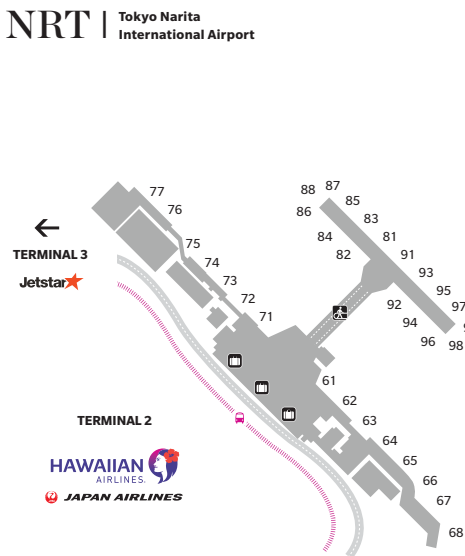 NRT
Tokyo Narita
International Airport
88 87
86 85
84 83
82 81
91
93
95
97
92
94
96 98
77
76
75
74
73
72
71
TERMINAL 3
Jetstar
61
62
63
64
65
66
67
68
TERMINAL 2
HAWAIIAN
AIRLINES.
JAL
JAPAN AIRLINES